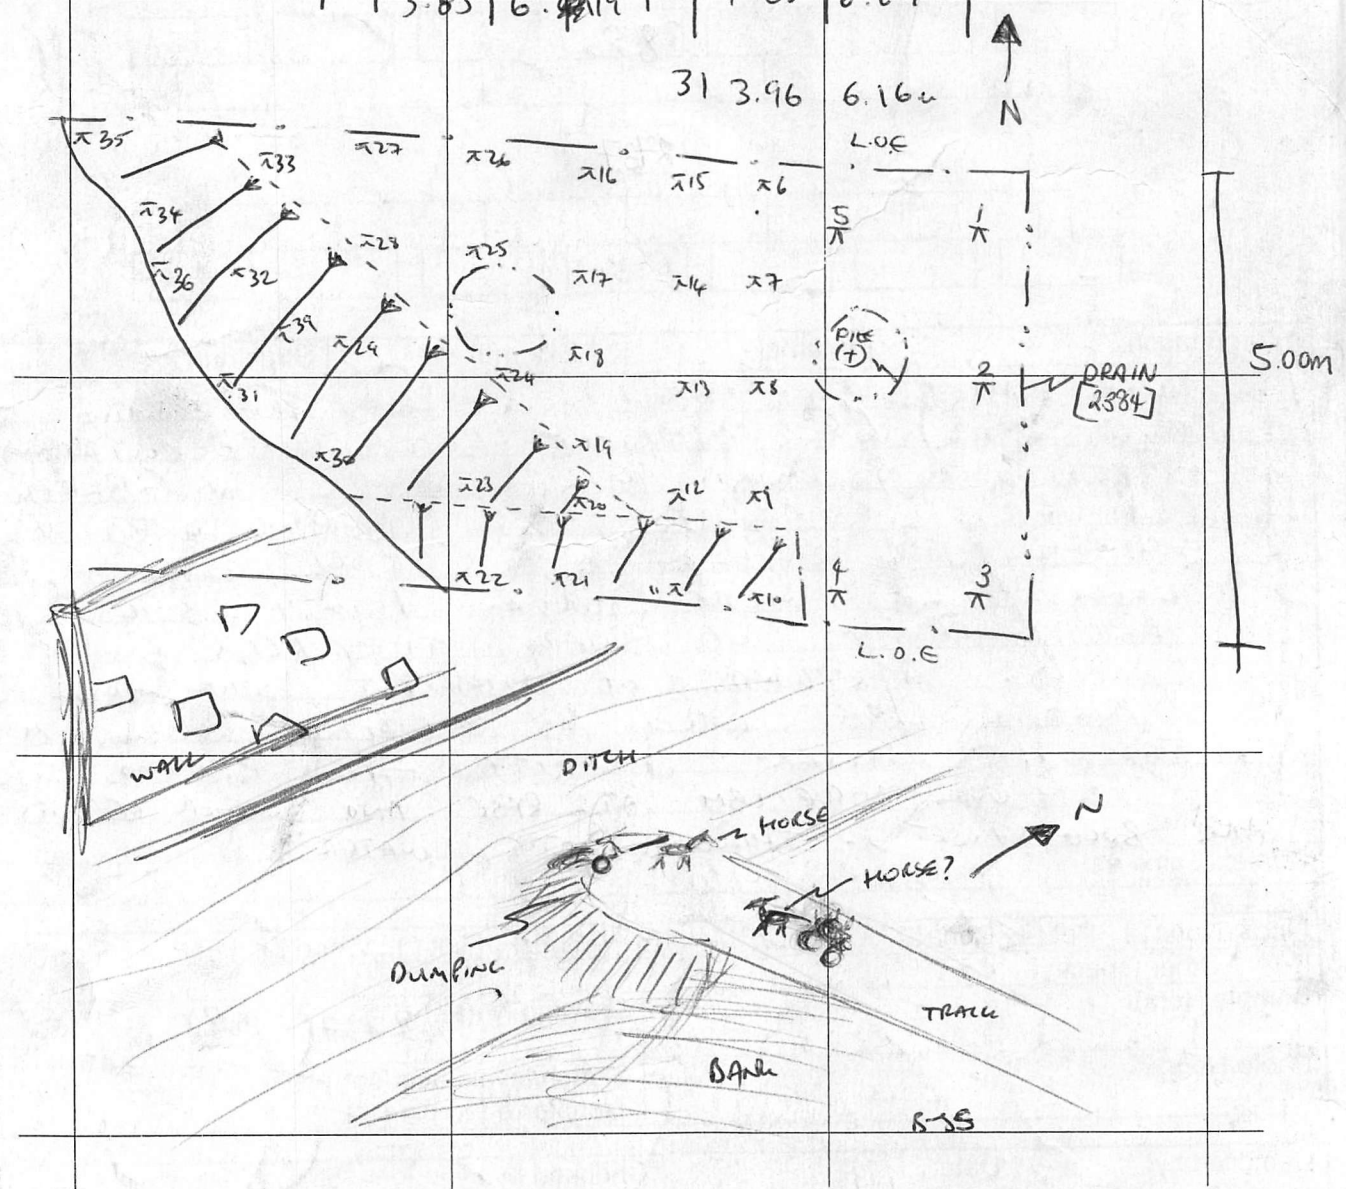 31 3.96 6.16
N
L.O.E
π35
π33
π27
π26
π16
π15
π6
π34
5/π
1/π
π28
π25
π36
π32
π17
π14
π7
π39
π29
PILE
(+)
π18
5.00m
π31
π24
π13
π8
2/π
DRAIN
[2384]
π30
π19
π23
π20
π12
π9
π22
π21
π11
π10
4/π
3/π
L.O.E
WALL
DITCH
N
HORSE
HORSE?
DUMPING
TRACK
BANK